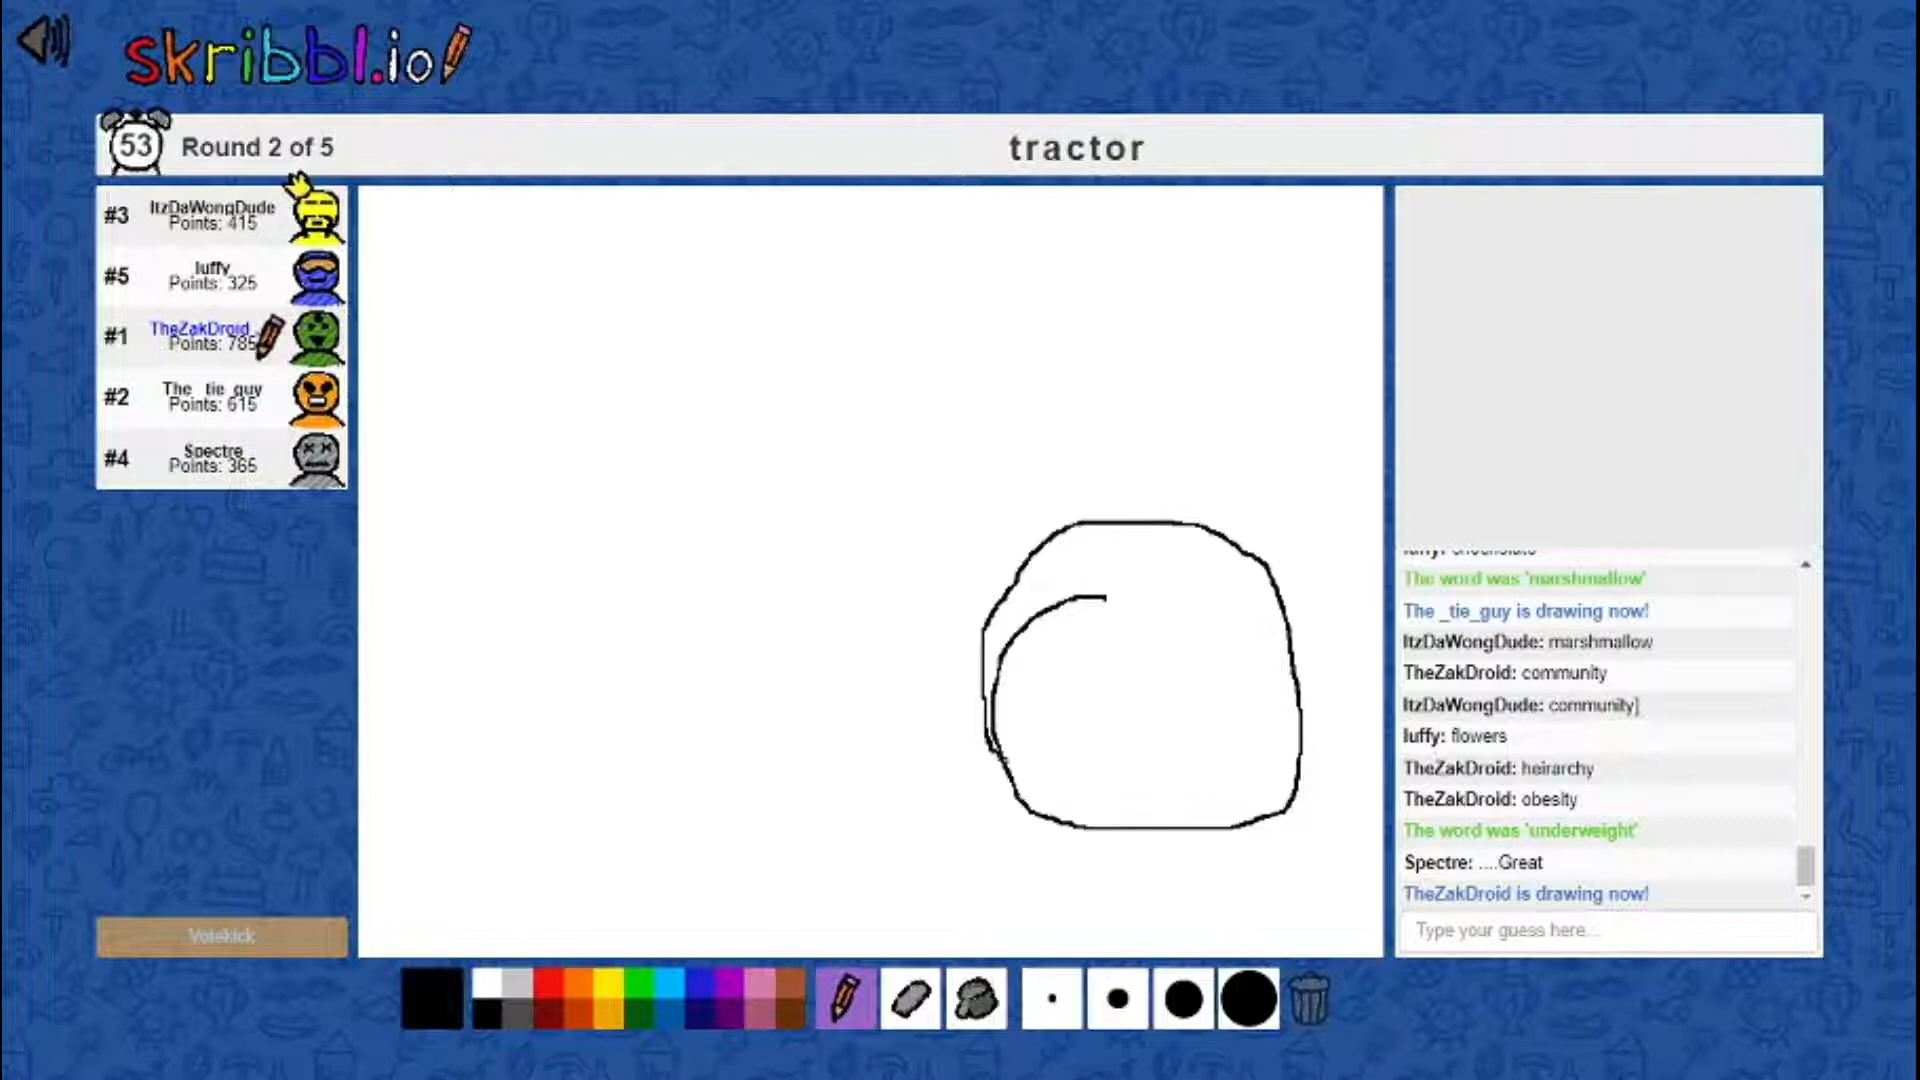 skribbl.io
53
Round 2 of 5
tractor
#3
ItzDaWongDude
Points: 415
#5
luffy
Points: 325
#1
TheZakDroid
Points: 785
#2
The_tie_guy
Points: 615
#4
Spectre
Points: 365
Votekick
luffy:
The word was 'marshmallow'
The _tie_guy is drawing now!
ItzDaWongDude: marshmallow
TheZakDroid: community
ItzDaWongDude: community]
luffy: flowers
TheZakDroid: heirarchy
TheZakDroid: obesity
The word was 'underweight'
Spectre: ....Great
TheZakDroid is drawing now!
Type your guess here...